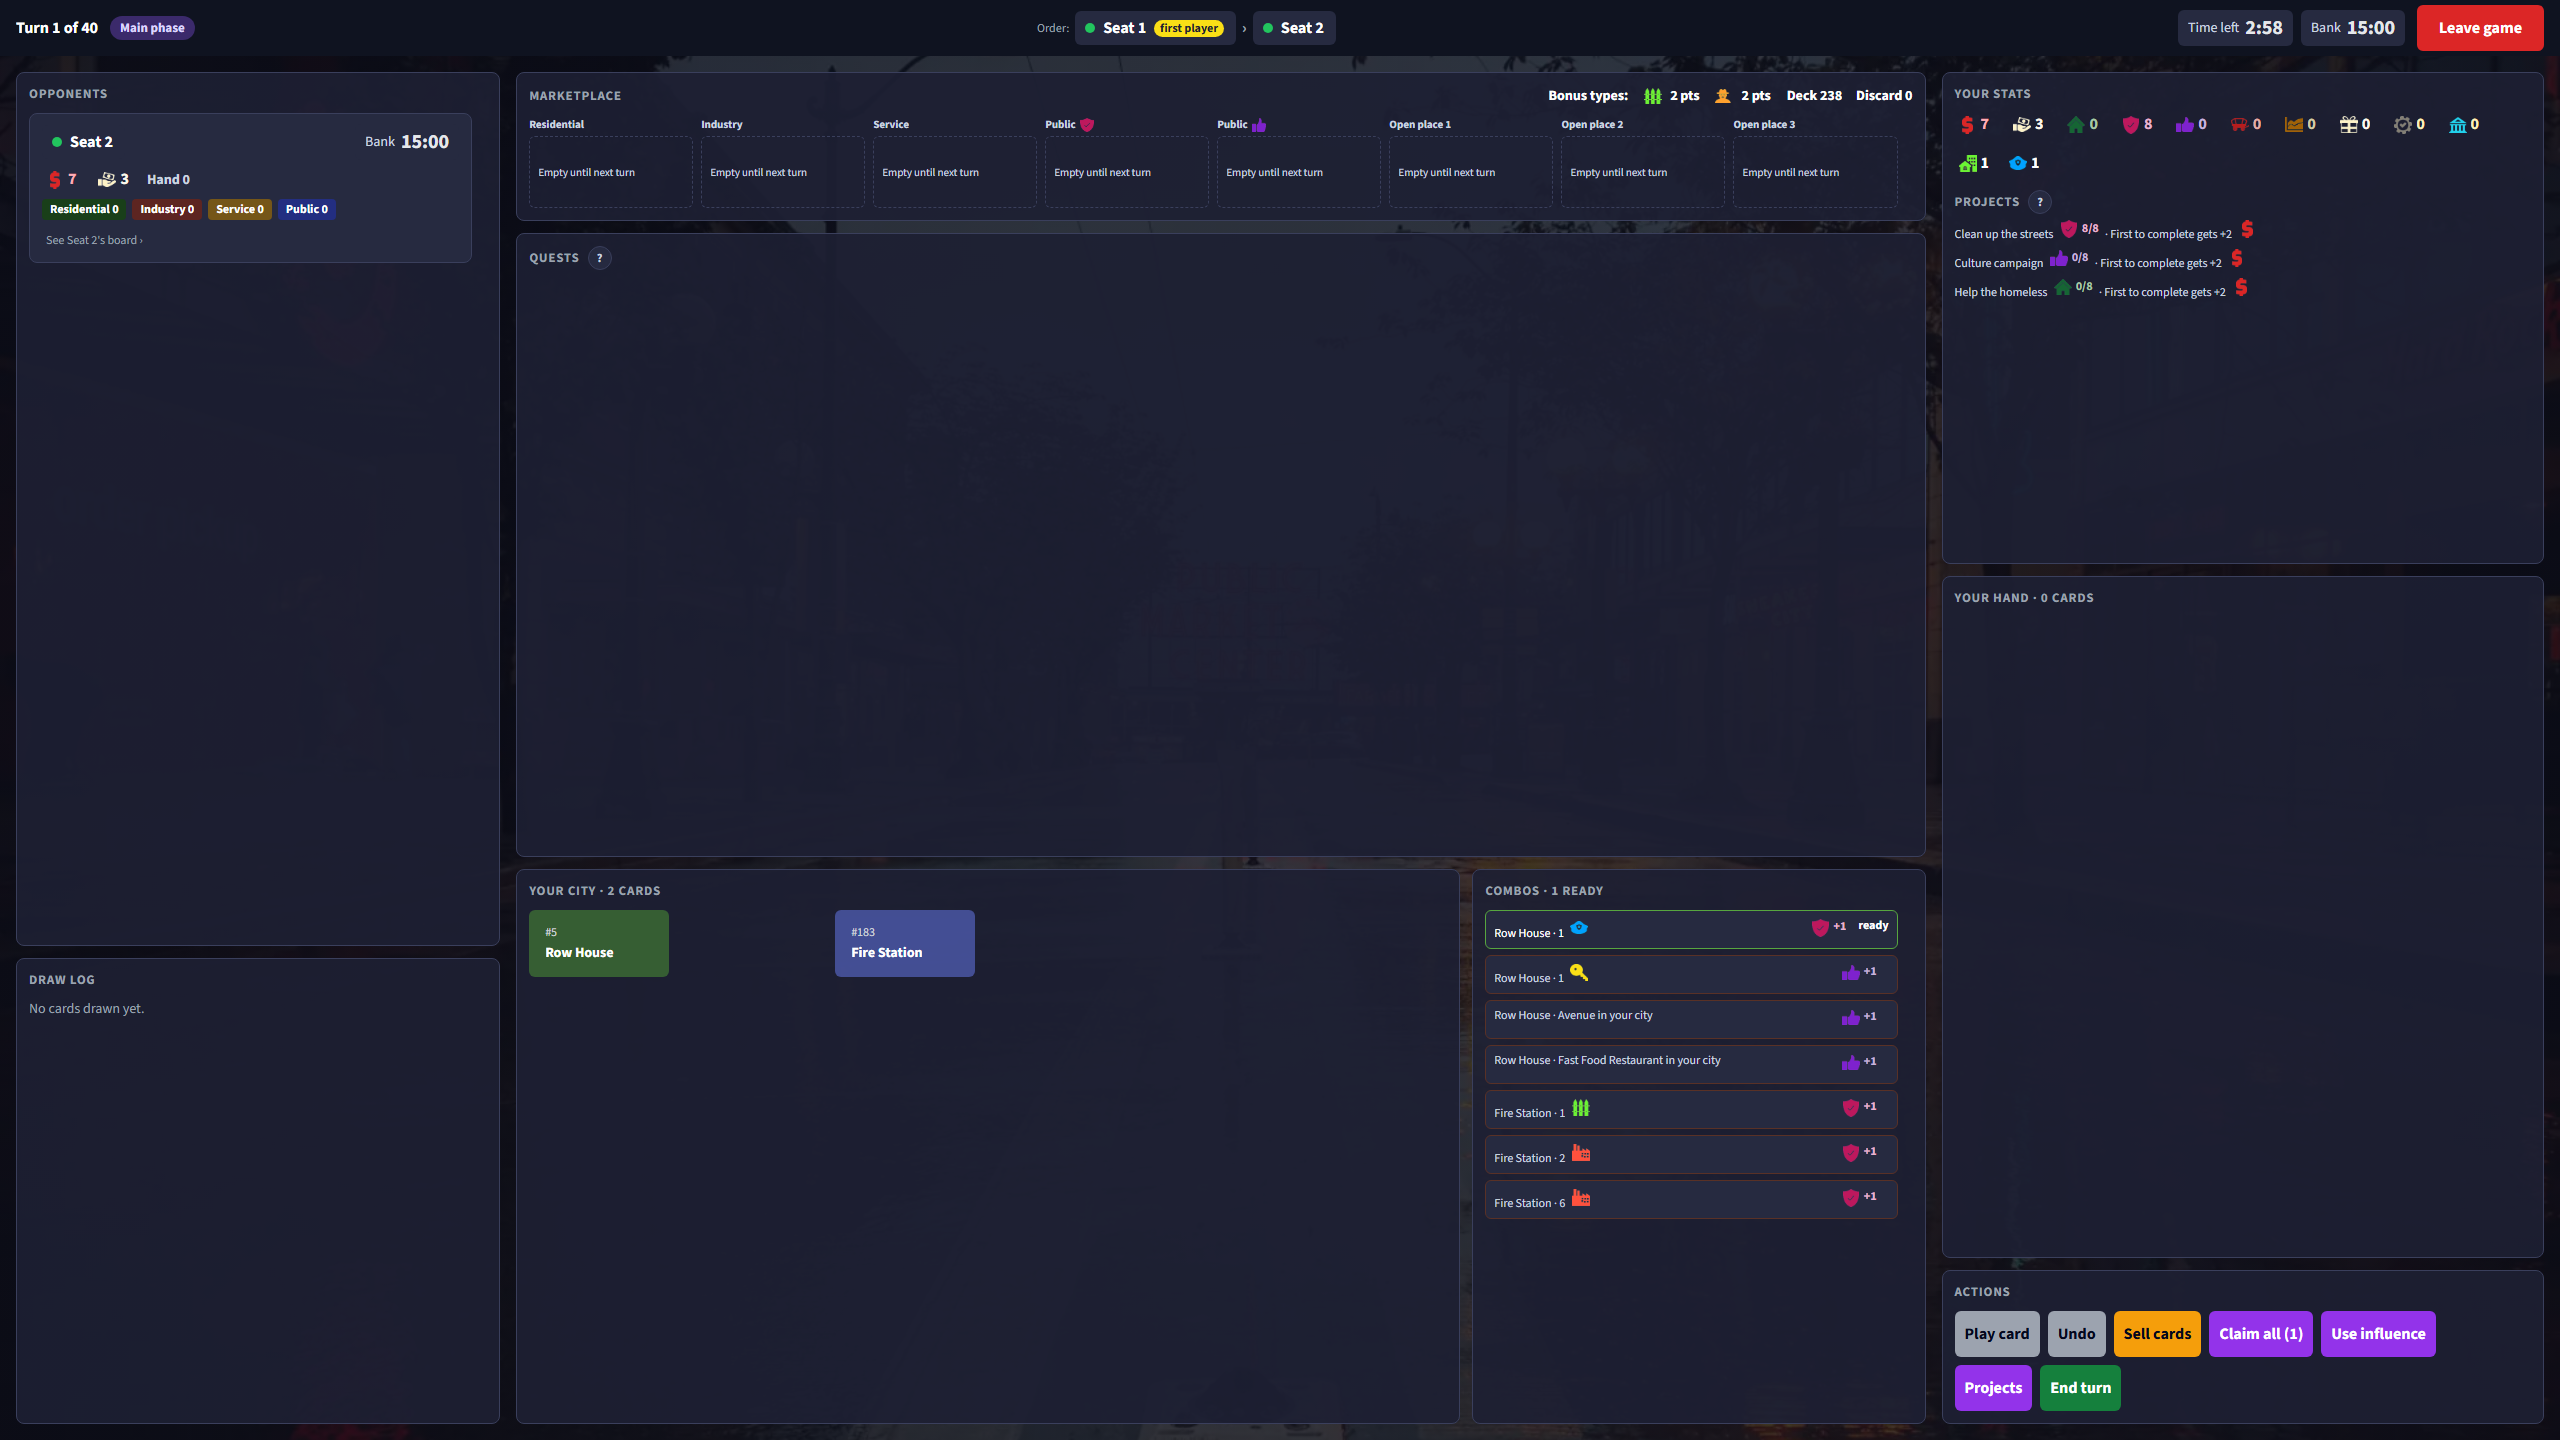 Turn 1 of 40 Main phase
Order: Seat 1 first player › Seat 2
Time left 2:58 Bank 15:00 Leave game
OPPONENTS
Seat 2 Bank 15:00
7 3 Hand 0
Residential 0 Industry 0 Service 0 Public 0
See Seat 2's board ›
DRAW LOG
No cards drawn yet.
MARKETPLACE
Bonus types: 2 pts 2 pts Deck 238 Discard 0
Residential Industry Service Public Public Open place 1 Open place 2 Open place 3
Empty until next turn Empty until next turn Empty until next turn Empty until next turn Empty until next turn Empty until next turn Empty until next turn Empty until next turn
QUESTS ?
YOUR CITY · 2 CARDS
#5
Row House
#183
Fire Station
COMBOS · 1 READY
Row House · 1 +1 ready
Row House · 1 +1
Row House · Avenue in your city +1
Row House · Fast Food Restaurant in your city +1
Fire Station · 1 +1
Fire Station · 2 +1
Fire Station · 6 +1
YOUR STATS
7 3 0 8 0 0 0 0 0 0
1 1
PROJECTS ?
Clean up the streets 8/8 · First to complete gets +2
Culture campaign 0/8 · First to complete gets +2
Help the homeless 0/8 · First to complete gets +2
YOUR HAND · 0 CARDS
ACTIONS
Play card Undo Sell cards Claim all (1) Use influence
Projects End turn